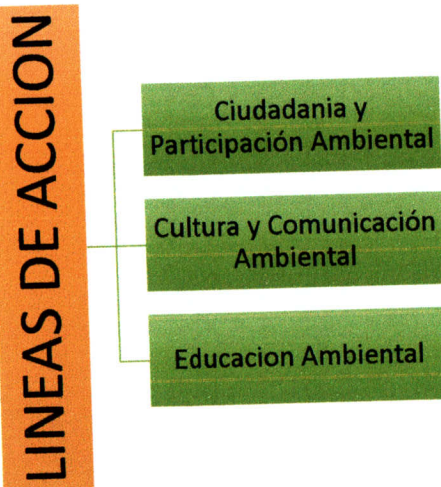 LINEAS DE ACCION
Ciudadania y
Participación Ambiental
Cultura y Comunicación
Ambiental
Educacion Ambiental